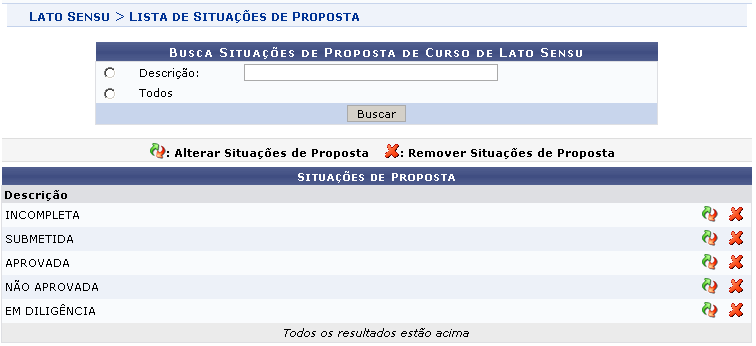 Lato Sensu > Lista de Situações de Proposta
Busca Situações de Proposta de Curso de Lato Sensu
Descrição:
Todos
Buscar
: Alterar Situações de Proposta : Remover Situações de Proposta
Situações de Proposta
Descrição
INCOMPLETA
SUBMETIDA
APROVADA
NÃO APROVADA
EM DILIGÊNCIA
Todos os resultados estão acima